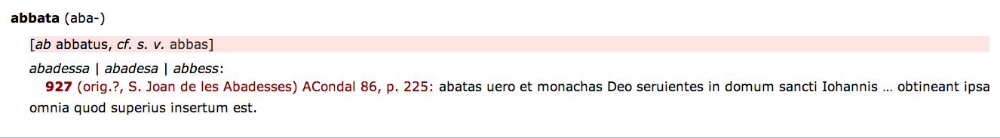 abbata (aba-)
[ab abbatus, cf. s. v. abbas]
abadessa | abadesa | abbess:
927 (orig.?, S. Joan de les Abadesses) ACondal 86, p. 225: abatas uero et monachas Deo seruientes in domum sancti Iohannis ... obtineant ipsa
omnia quod superius insertum est.